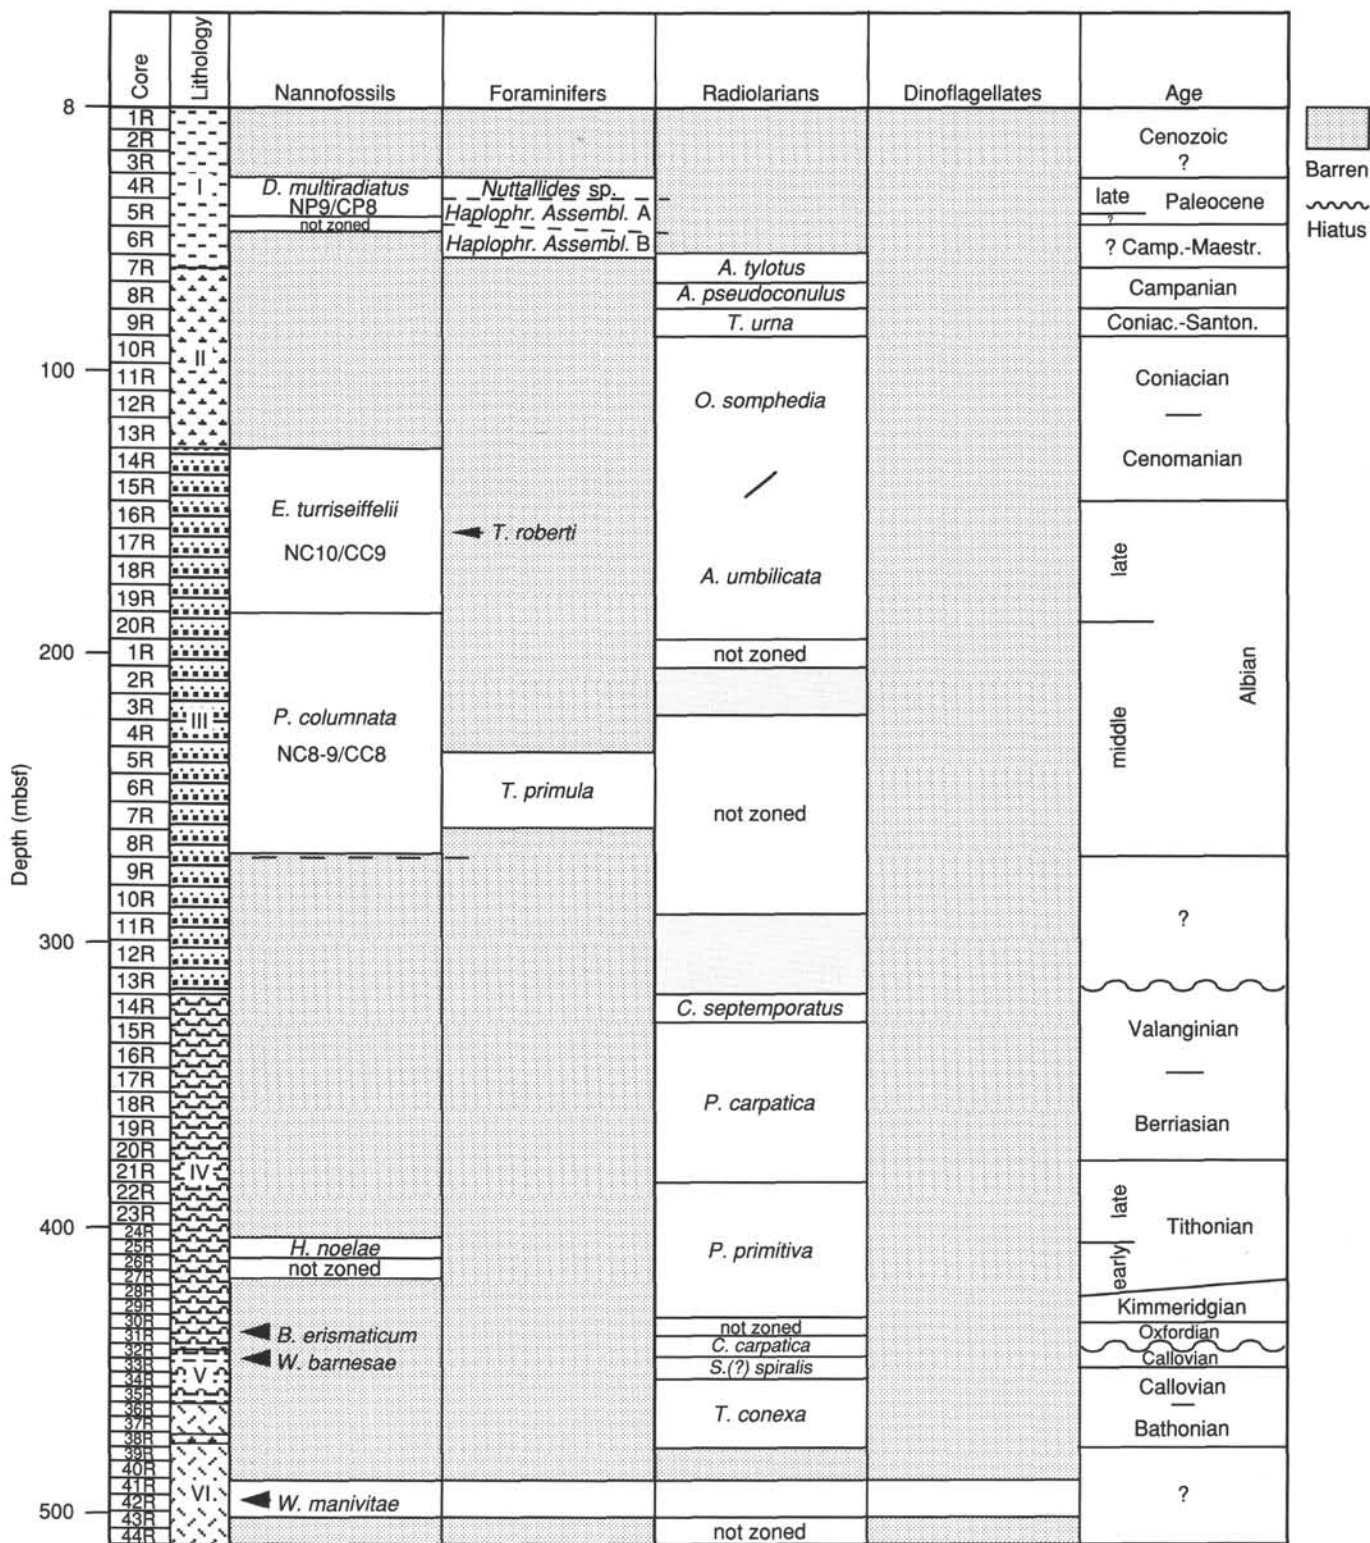 Core
Lithology
Nannofossils
Foraminifers
Radiolarians
Dinoflagellates
Age
Depth (mbsf)
8
100
200
300
400
500
1R
2R
3R
4R
5R
6R
7R
8R
9R
10R
11R
12R
13R
14R
15R
16R
17R
18R
19R
20R
1R
2R
3R
4R
5R
6R
7R
8R
9R
10R
11R
12R
13R
14R
15R
16R
17R
18R
19R
20R
21R
22R
23R
24R
25R
26R
27R
28R
29R
30R
31R
32R
33R
34R
35R
36R
37R
38R
39R
40R
41R
42R
43R
44R
I
II
III
IV
V
VI
D. multiradiatus
NP9/CP8
not zoned
E. turriseiffelii
NC10/CC9
P. columnata
NC8-9/CC8
H. noelae
not zoned
B. erismaticum
W. barnesae
W. manivitae
Nuttallides sp.
Haplophr. Assembl. A
Haplophr. Assembl. B
T. roberti
T. primula
A. tylotus
A. pseudoconulus
T. urna
O. somphedia
A. umbilicata
not zoned
not zoned
C. septemporatus
P. carpatica
P. primitiva
not zoned
C. carpatica
S.(?) spiralis
T. conexa
not zoned
Cenozoic
?
late
Paleocene
?
? Camp.-Maestr.
Campanian
Coniac.-Santon.
Coniacian
Cenomanian
late
middle
Albian
?
Valanginian
Berriasian
late
early
Tithonian
Kimmeridgian
Oxfordian
Callovian
Callovian
Bathonian
?
Barren
Hiatus